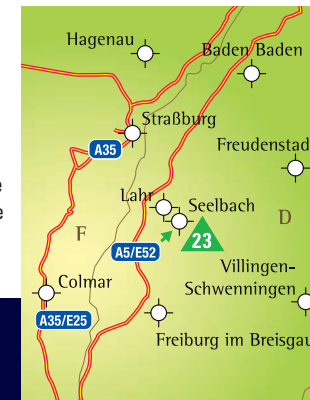 Hagenau
Baden Baden
Straßburg
A35
Freudenstad
e
e
Lahr
Seelbach
F
D
23
A5/E52
Villingen-
Schwenningen
Colmar
A35/E25
Freiburg im Breisgau